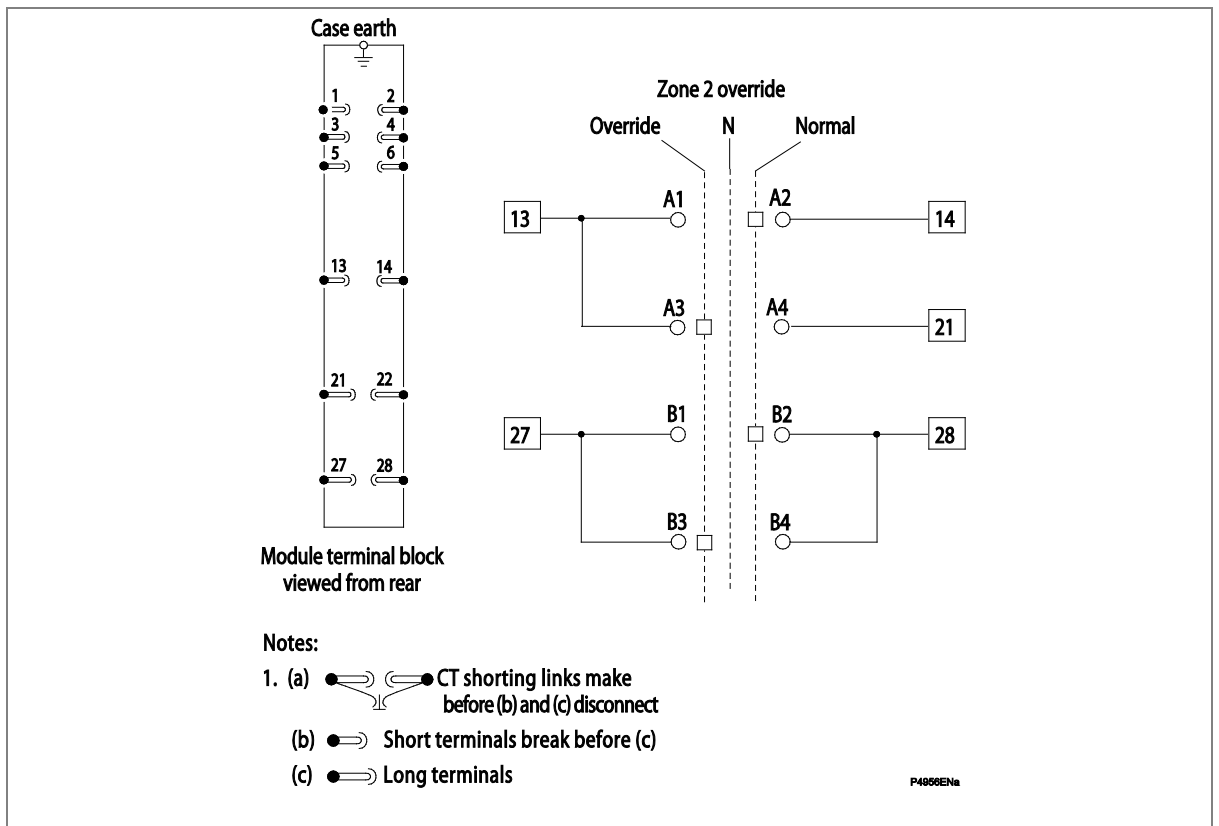 Case earth
1 2
3 4
5 6
13 14
21 22
27 28
Module terminal block
viewed from rear
Zone 2 override
Override N Normal
13 A1 A2 14
A3 A4 21
27 B1 B2 28
B3 B4
Notes:
1. (a) CT shorting links make
before (b) and (c) disconnect
(b) Short terminals break before (c)
(c) Long terminals
P4956ENa